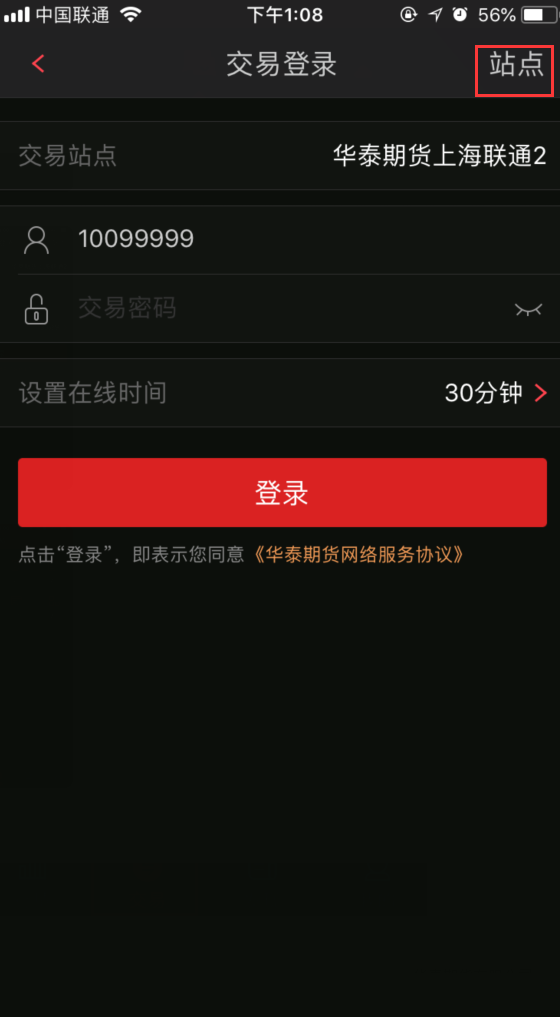 中国联通 下午1:08 56%
交易登录 站点
交易站点 华泰期货上海联通2
10099999
交易密码
设置在线时间 30分钟
登录
点击“登录”，即表示您同意《华泰期货网络服务协议》